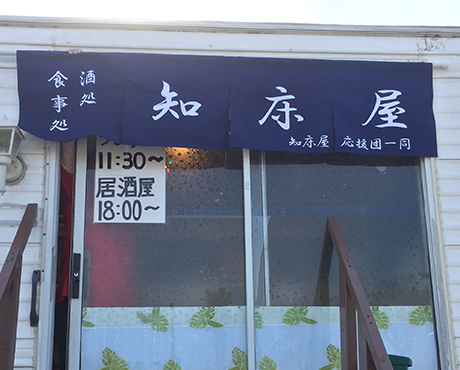 酒処
食事処
知床屋
知床屋 応援団一同
11:30～
居酒屋
18:00～